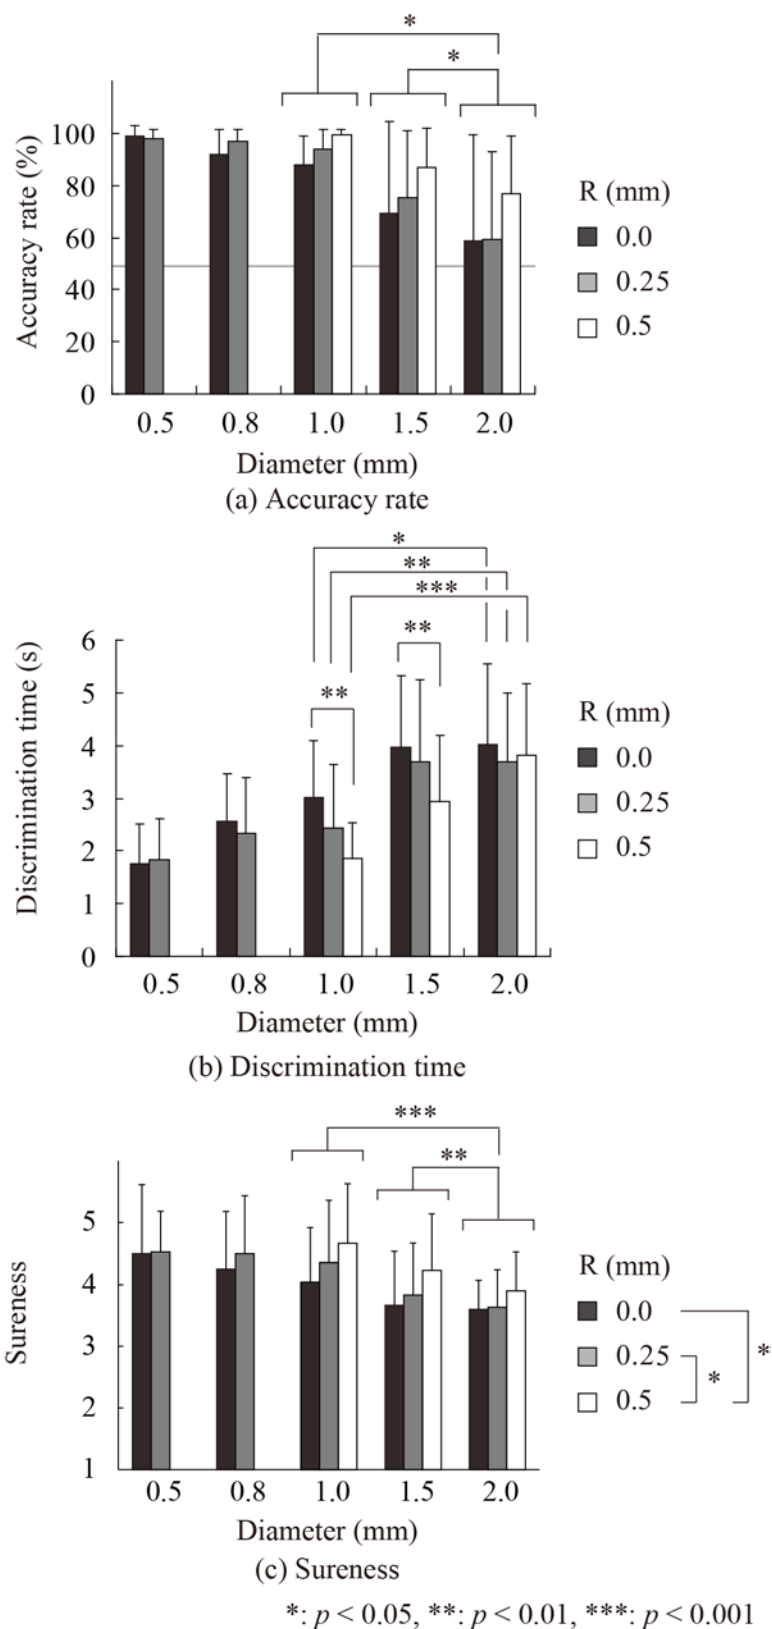 *
*
Accuracy rate (%)
100
80
60
40
20
0
0.5 0.8 1.0 1.5 2.0
Diameter (mm)
R (mm)
0.0
0.25
0.5
(a) Accuracy rate
*
**
***
**
**
Discrimination time (s)
6
5
4
3
2
1
0
0.5 0.8 1.0 1.5 2.0
Diameter (mm)
R (mm)
0.0
0.25
0.5
(b) Discrimination time
***
**
Sureness
5
4
3
2
1
0.5 0.8 1.0 1.5 2.0
Diameter (mm)
R (mm)
0.0
0.25
0.5
*
*
(c) Sureness
*: p < 0.05, **: p < 0.01, ***: p < 0.001